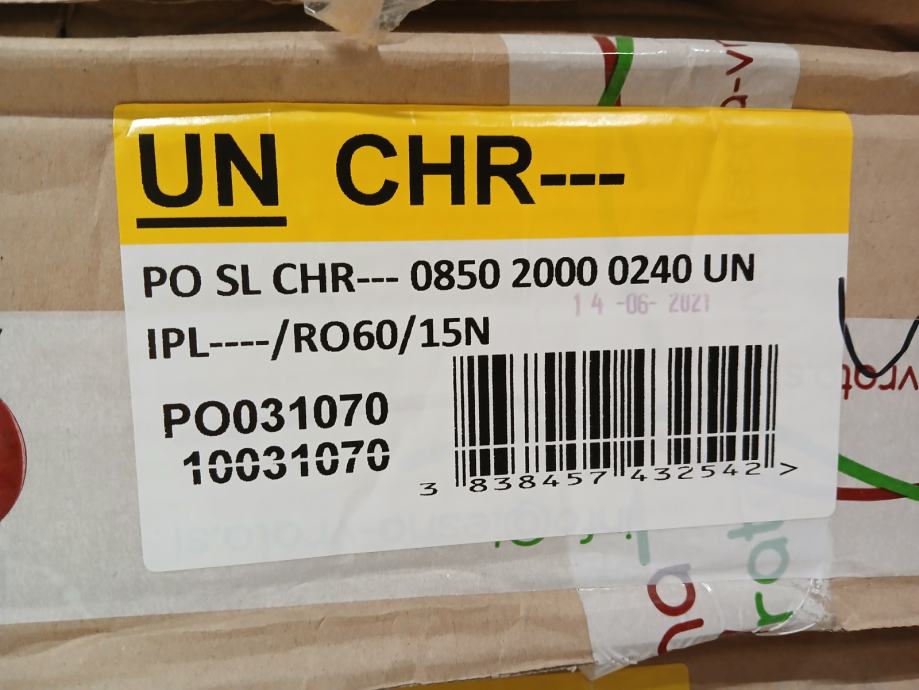 UN CHR---
PO SL CHR--- 0850 2000 0240 UN
14 -06- 2021
IPL----/RO60/15N
PO031070
10031070
3 838457 432542 >